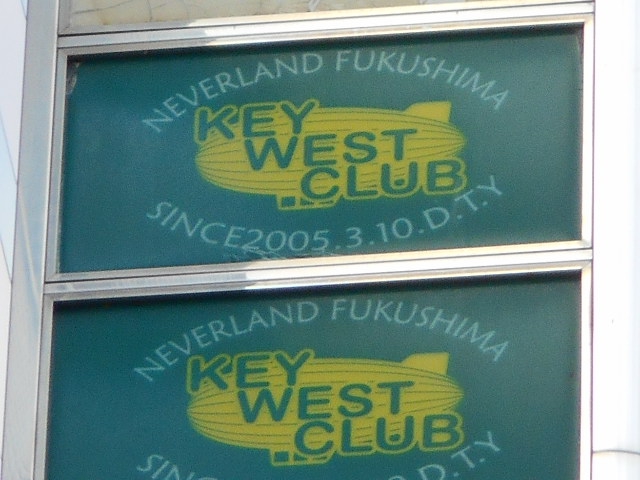 NEVERLAND FUKUSHIMA
KEY
WEST
CLUB
SINCE2005.3.10.D.T.Y
NEVERLAND FUKUSHIMA
KEY
WEST
CLUB
D.T.Y